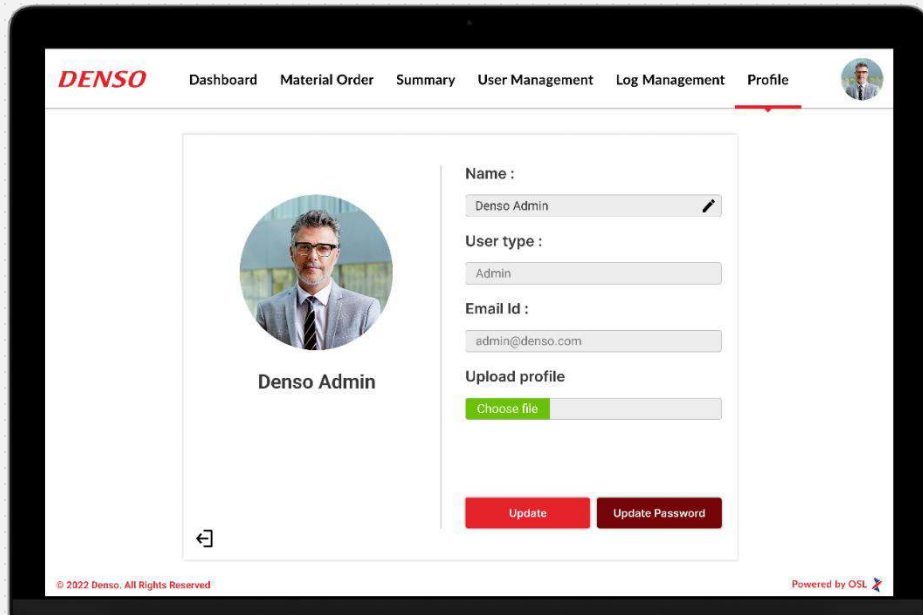 DENSO
Dashboard Material Order Summary User Management Log Management Profile
Name :
Denso Admin
User type :
Admin
Email Id :
admin@denso.com
Denso Admin
Upload profile
Choose file
Update Update Password
© 2022 Denso. All Rights Reserved
Powered by OSL